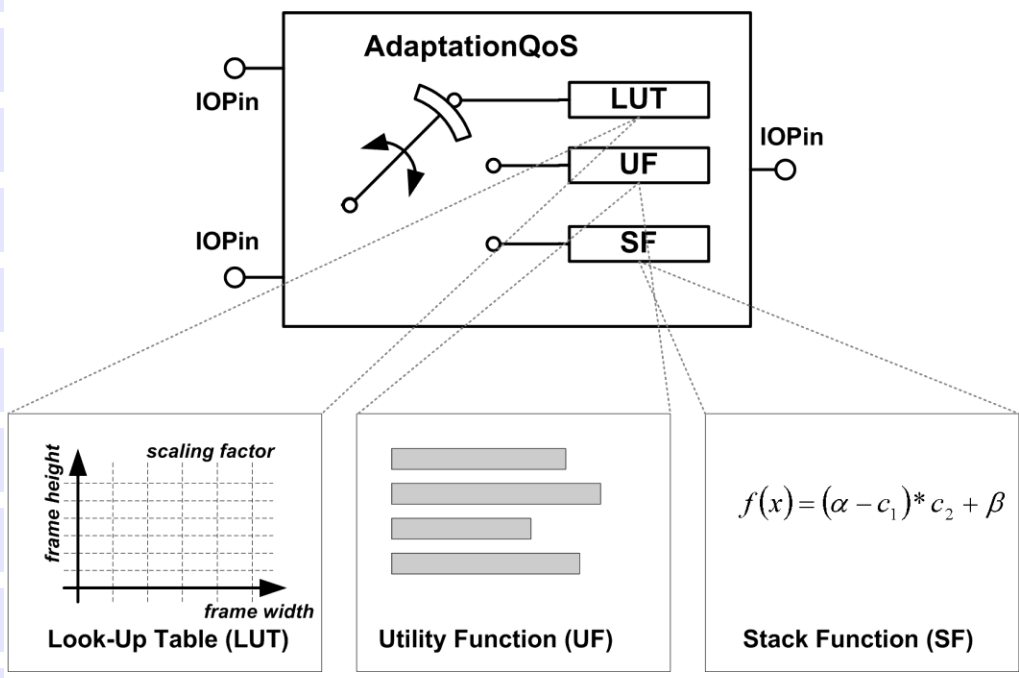 AdaptationQoS
IOPin
LUT
IOPin
UF
IOPin
SF
scaling factor
frame height
frame width
Look-Up Table (LUT)
Utility Function (UF)
f(x) = (α − c₁)* c₂ + β
Stack Function (SF)